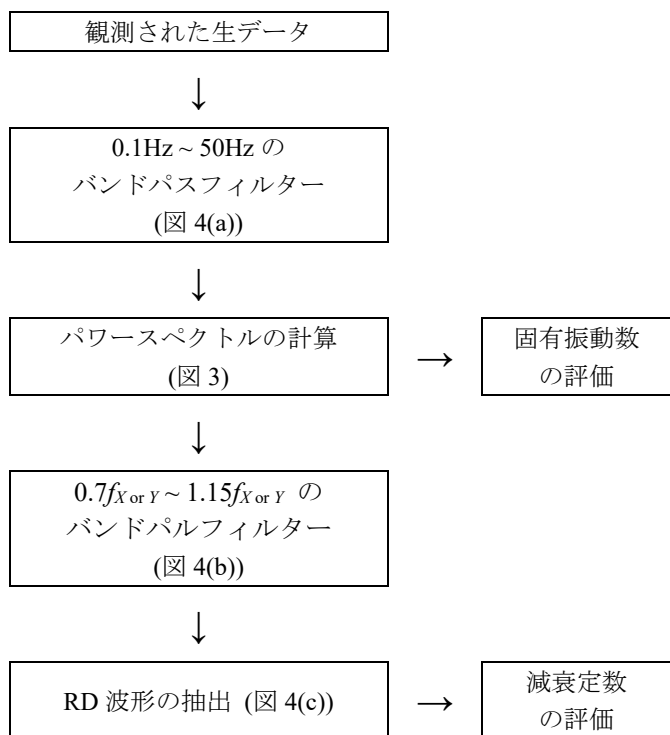 観測された生データ
↓
0.1Hz ~ 50Hz の
バンドパスフィルター
(図 4(a))
↓
パワースペクトルの計算
(図 3)
→
固有振動数
の評価
↓
0.7fX or Y ~ 1.15fX or Y の
バンドパルフィルター
(図 4(b))
↓
RD 波形の抽出 (図 4(c))
→
減衰定数
の評価